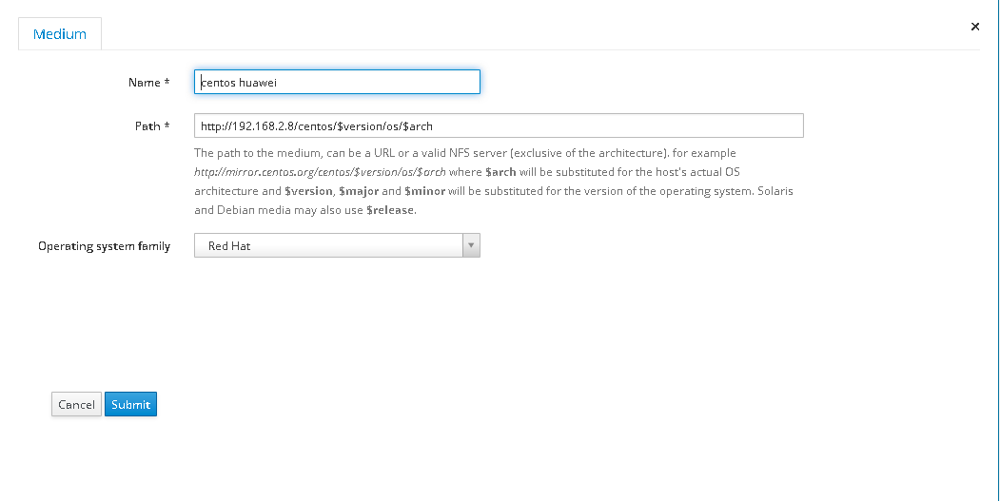 Medium
×
Name *
centos huawei
Path *
http://192.168.2.8/centos/$version/os/$arch
The path to the medium, can be a URL or a valid NFS server (exclusive of the architecture). for example
http://mirror.centos.org/centos/$version/os/$arch where $arch will be substituted for the host's actual OS
architecture and $version, $major and $minor will be substituted for the version of the operating system. Solaris
and Debian media may also use $release.
Operating system family
Red Hat
Cancel Submit